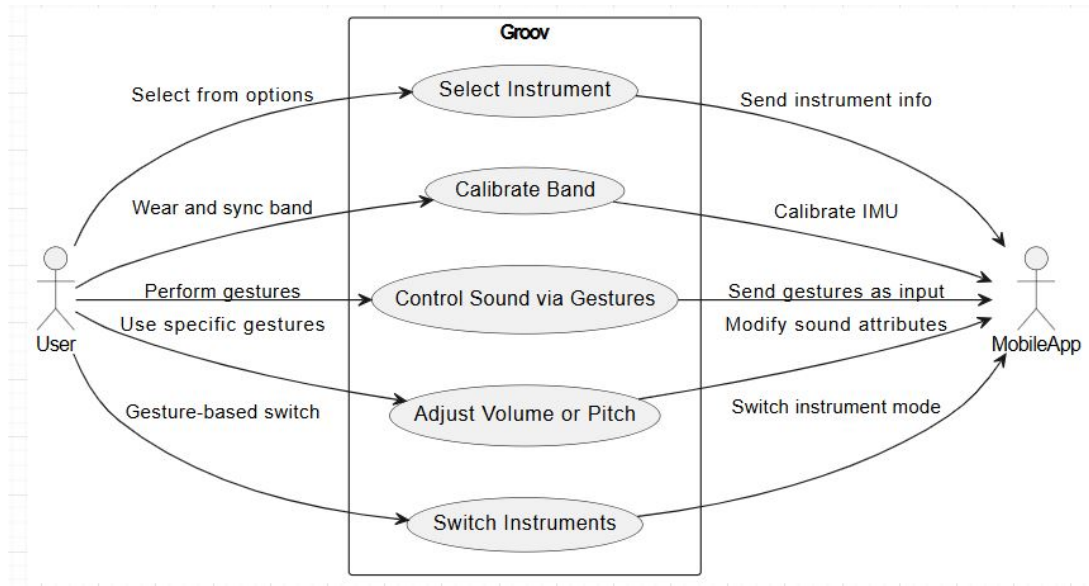 Groov
Select from options
Select Instrument
Send instrument info
Wear and sync band
Calibrate Band
Calibrate IMU
Perform gestures
Control Sound via Gestures
Send gestures as input
Use specific gestures
Modify sound attributes
User
MobileApp
Gesture-based switch
Adjust Volume or Pitch
Switch instrument mode
Switch Instruments